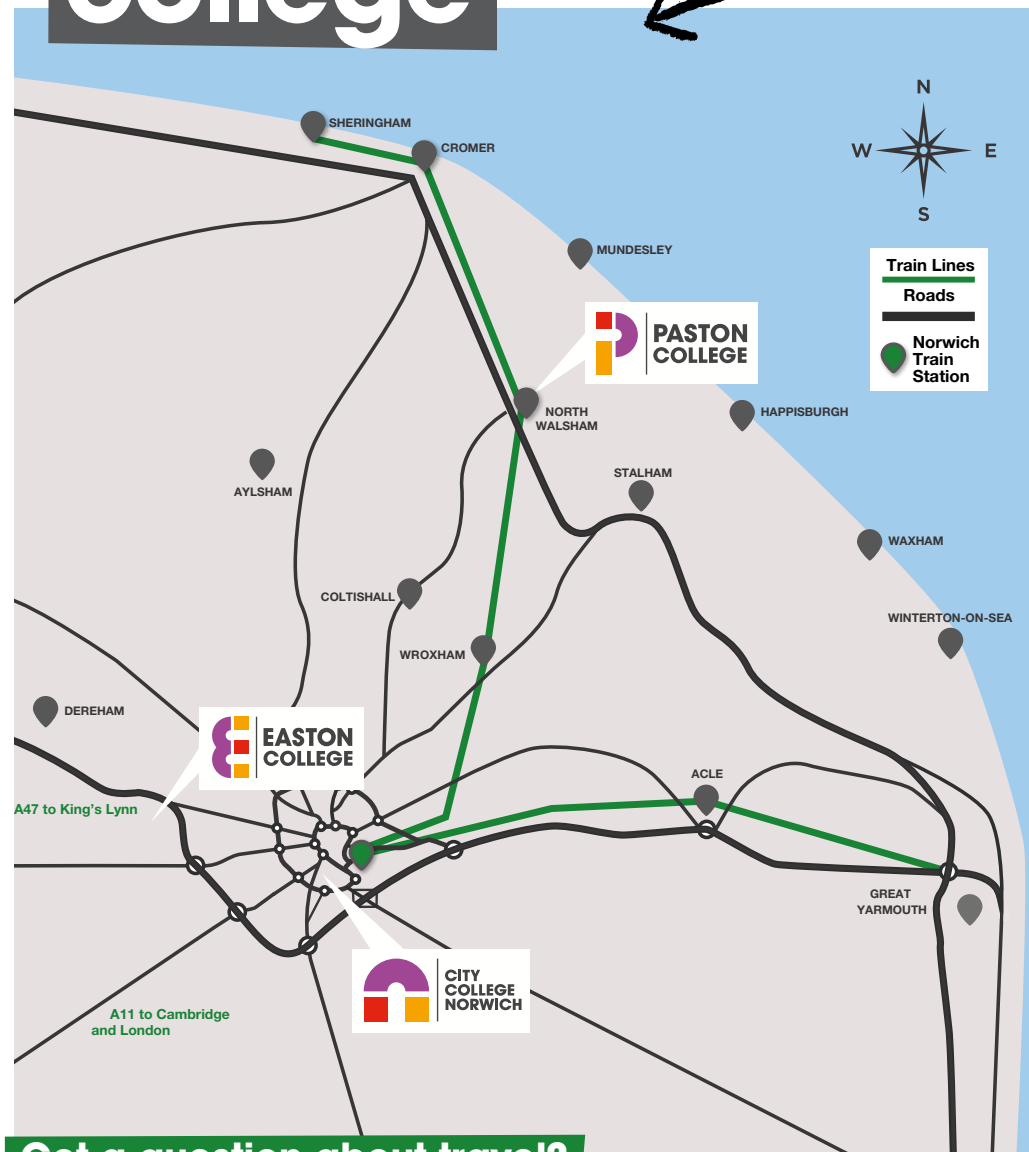 College
SHERINGHAM
CROMER
N
W
E
S
MUNDESLEY
Train Lines
Roads
Norwich
Train
Station
PASTON
COLLEGE
NORTH
WALSHAM
HAPPISBURGH
STALHAM
AYLSHAM
WAXHAM
COLTISHALL
WINTERTON-ON-SEA
WROXHAM
DEREHAM
EASTON
COLLEGE
ACLE
A47 to King's Lynn
GREAT
YARMOUTH
CITY
COLLEGE
NORWICH
A11 to Cambridge
and London
Got a question about travel?